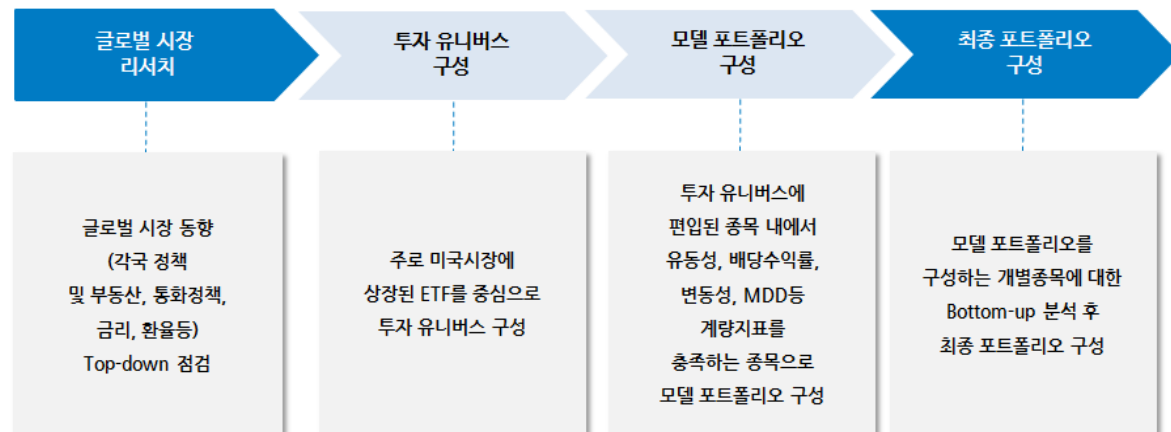 글로벌 시장
리서치
투자 유니버스
구성
모델 포트폴리오
구성
최종 포트폴리오
구성
글로벌 시장 동향
(각국 정책
및 부동산, 통화정책,
금리, 환율등)
Top-down 점검
주로 미국시장에
상장된 ETF를 중심으로
투자 유니버스 구성
투자 유니버스에
편입된 종목 내에서
유동성, 배당수익률,
변동성, MDD등
계량지표를
충족하는 종목으로
모델 포트폴리오 구성
모델 포트폴리오를
구성하는 개별종목에 대한
Bottom-up 분석 후
최종 포트폴리오 구성